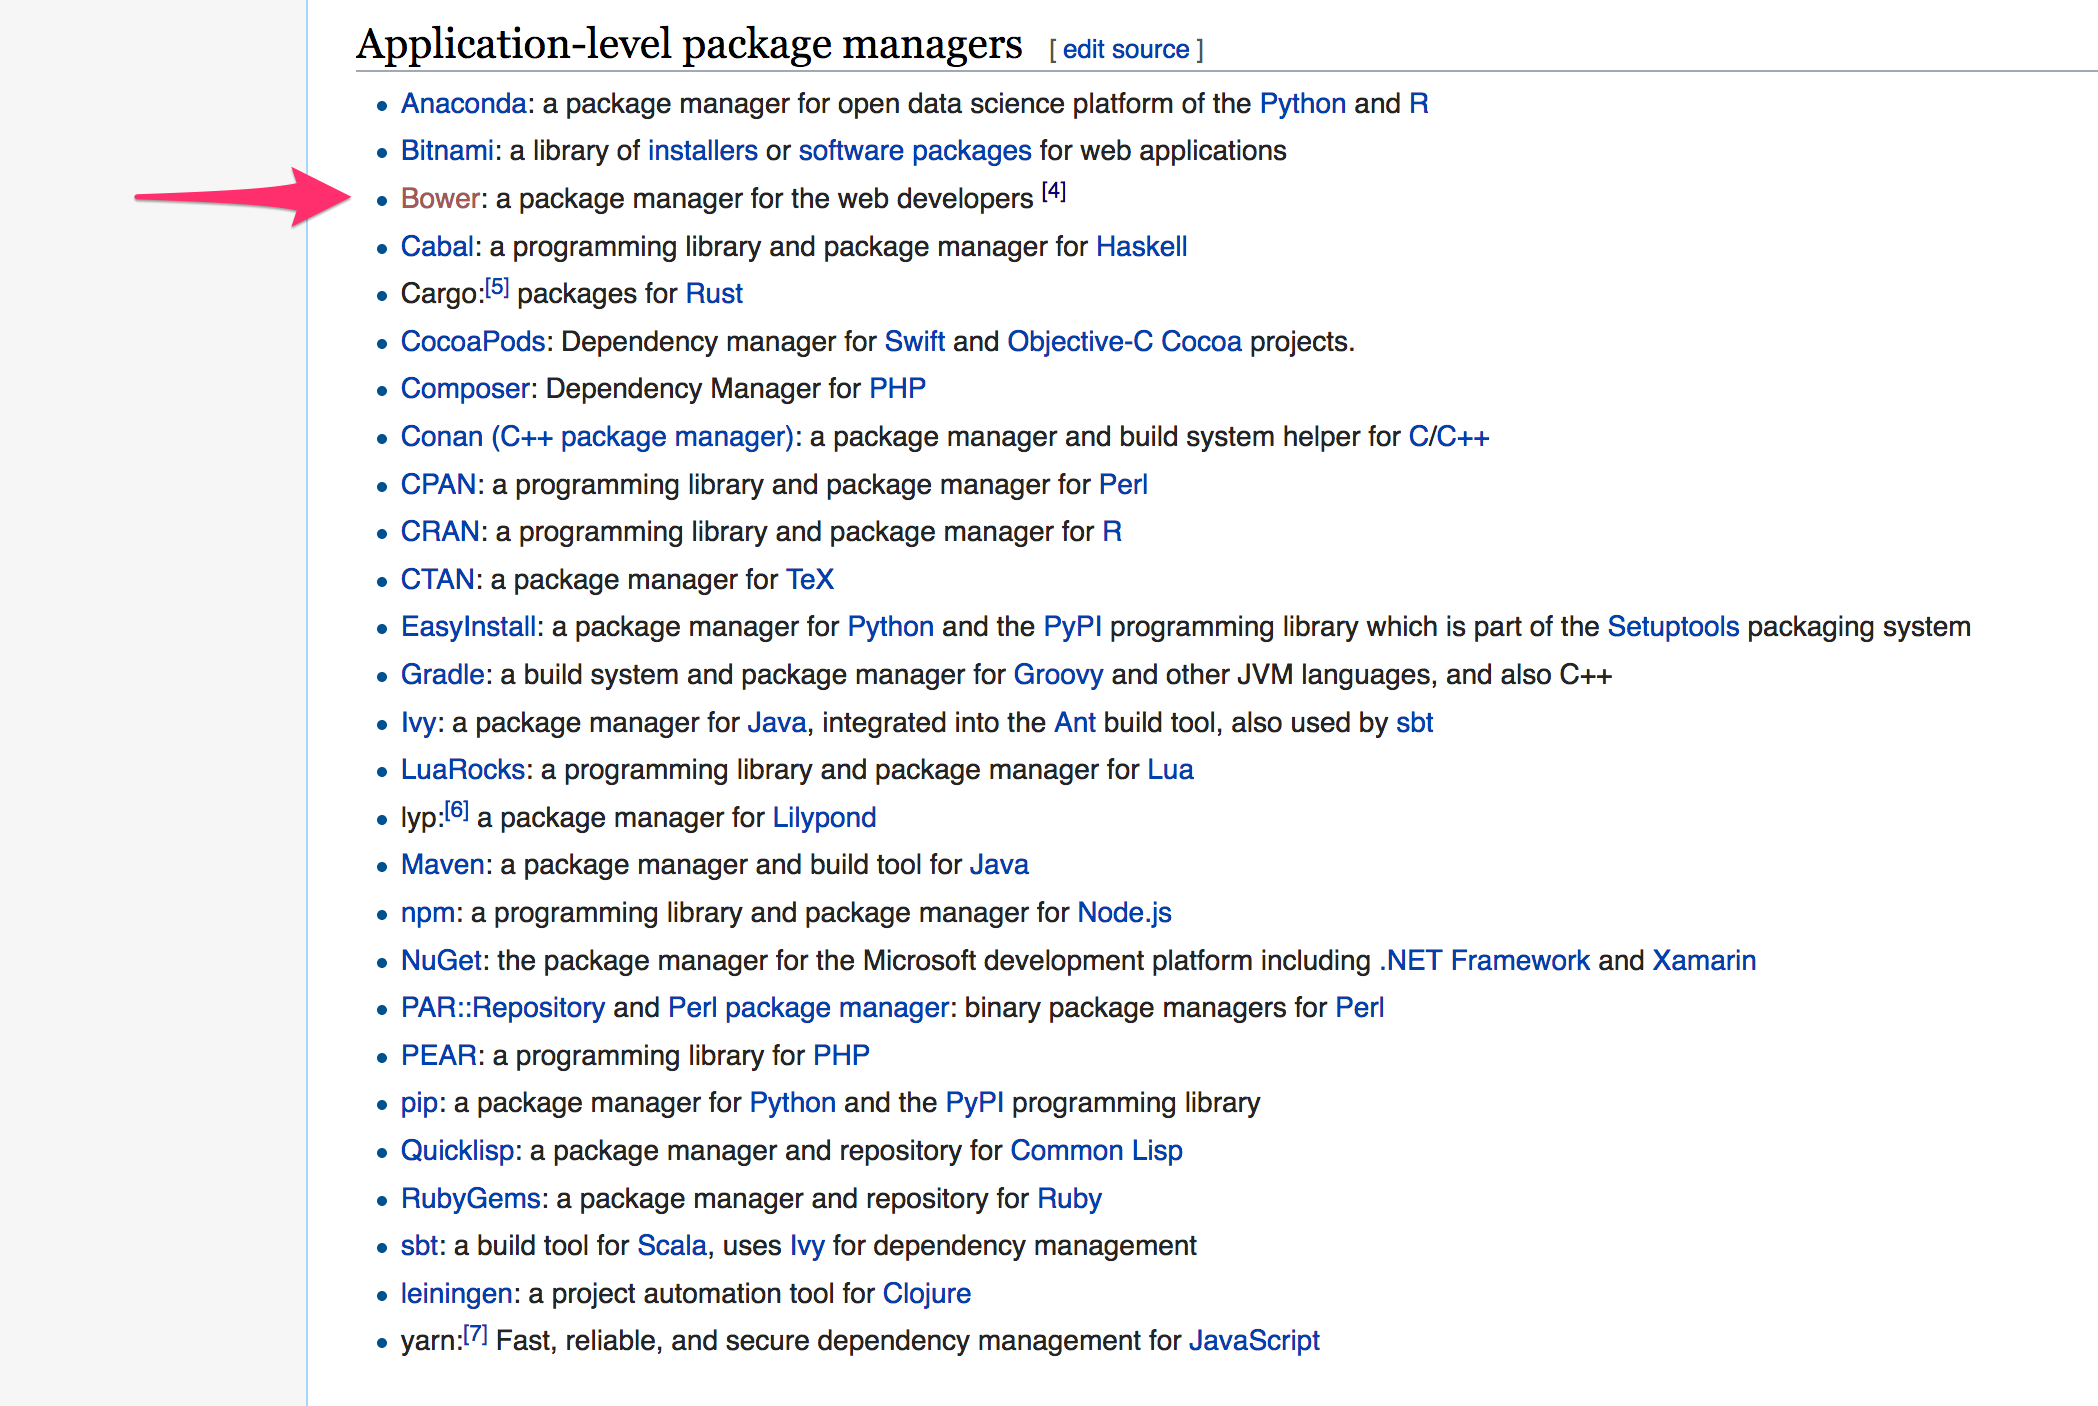 Application-level package managers [ edit source ]
Anaconda: a package manager for open data science platform of the Python and R
Bitnami: a library of installers or software packages for web applications
Bower: a package manager for the web developers [4]
Cabal: a programming library and package manager for Haskell
Cargo:[5] packages for Rust
CocoaPods: Dependency manager for Swift and Objective-C Cocoa projects.
Composer: Dependency Manager for PHP
Conan (C++ package manager): a package manager and build system helper for C/C++
CPAN: a programming library and package manager for Perl
CRAN: a programming library and package manager for R
CTAN: a package manager for TeX
EasyInstall: a package manager for Python and the PyPI programming library which is part of the Setuptools packaging system
Gradle: a build system and package manager for Groovy and other JVM languages, and also C++
Ivy: a package manager for Java, integrated into the Ant build tool, also used by sbt
LuaRocks: a programming library and package manager for Lua
lyp:[6] a package manager for Lilypond
Maven: a package manager and build tool for Java
npm: a programming library and package manager for Node.js
NuGet: the package manager for the Microsoft development platform including .NET Framework and Xamarin
PAR::Repository and Perl package manager: binary package managers for Perl
PEAR: a programming library for PHP
pip: a package manager for Python and the PyPI programming library
Quicklisp: a package manager and repository for Common Lisp
RubyGems: a package manager and repository for Ruby
sbt: a build tool for Scala, uses Ivy for dependency management
leiningen: a project automation tool for Clojure
yarn:[7] Fast, reliable, and secure dependency management for JavaScript